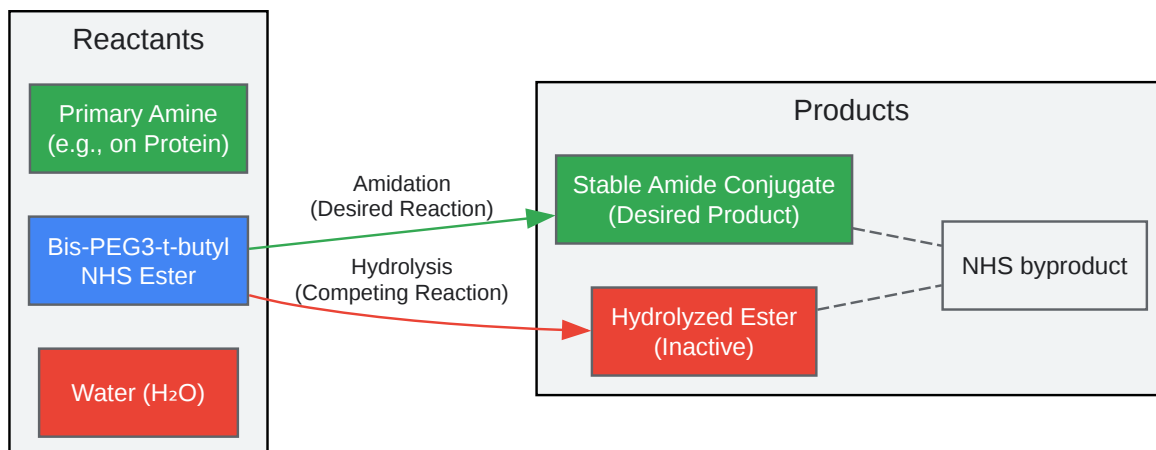 Reactants
Primary Amine
(e.g., on Protein)
Bis-PEG3-t-butyl
NHS Ester
Water (H₂O)
Amidation
(Desired Reaction)
Hydrolysis
(Competing Reaction)
Products
Stable Amide Conjugate
(Desired Product)
Hydrolyzed Ester
(Inactive)
NHS byproduct